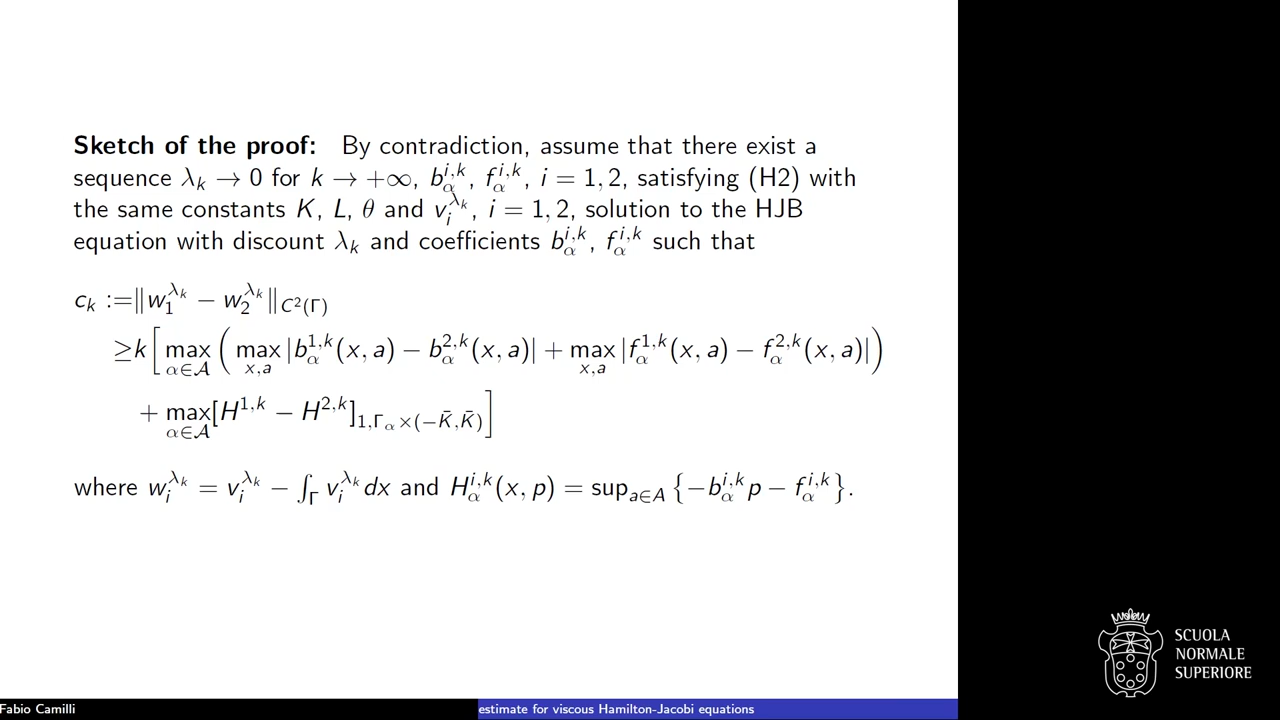 Sketch of the proof: By contradiction, assume that there exist a
sequence λ_k → 0 for k → +∞, b_α^{i,k}, f_α^{i,k}, i = 1, 2, satisfying (H2) with
the same constants K, L, θ and v_i^{λ_k}, i = 1, 2, solution to the HJB
equation with discount λ_k and coefficients b_α^{i,k}, f_α^{i,k} such that
c_k :=‖w_1^{λ_k} − w_2^{λ_k}‖_{C^2(Γ)}
≥k[max_{α∈𝒜} (max_{x,a} |b_α^{1,k}(x, a) − b_α^{2,k}(x, a)| + max_{x,a} |f_α^{1,k}(x, a) − f_α^{2,k}(x, a)|)
+ max_{α∈𝒜}[H^{1,k} − H^{2,k}]_{1,Γ_α×(−K̄,K̄)}]
where w_i^{λ_k} = v_i^{λ_k} − ∫_Γ v_i^{λ_k} dx and H_α^{i,k}(x, p) = sup_{a∈A} {−b_α^{i,k} p − f_α^{i,k}}.
SCUOLA
NORMALE
SUPERIORE
Fabio Camilli
estimate for viscous Hamilton-Jacobi equations